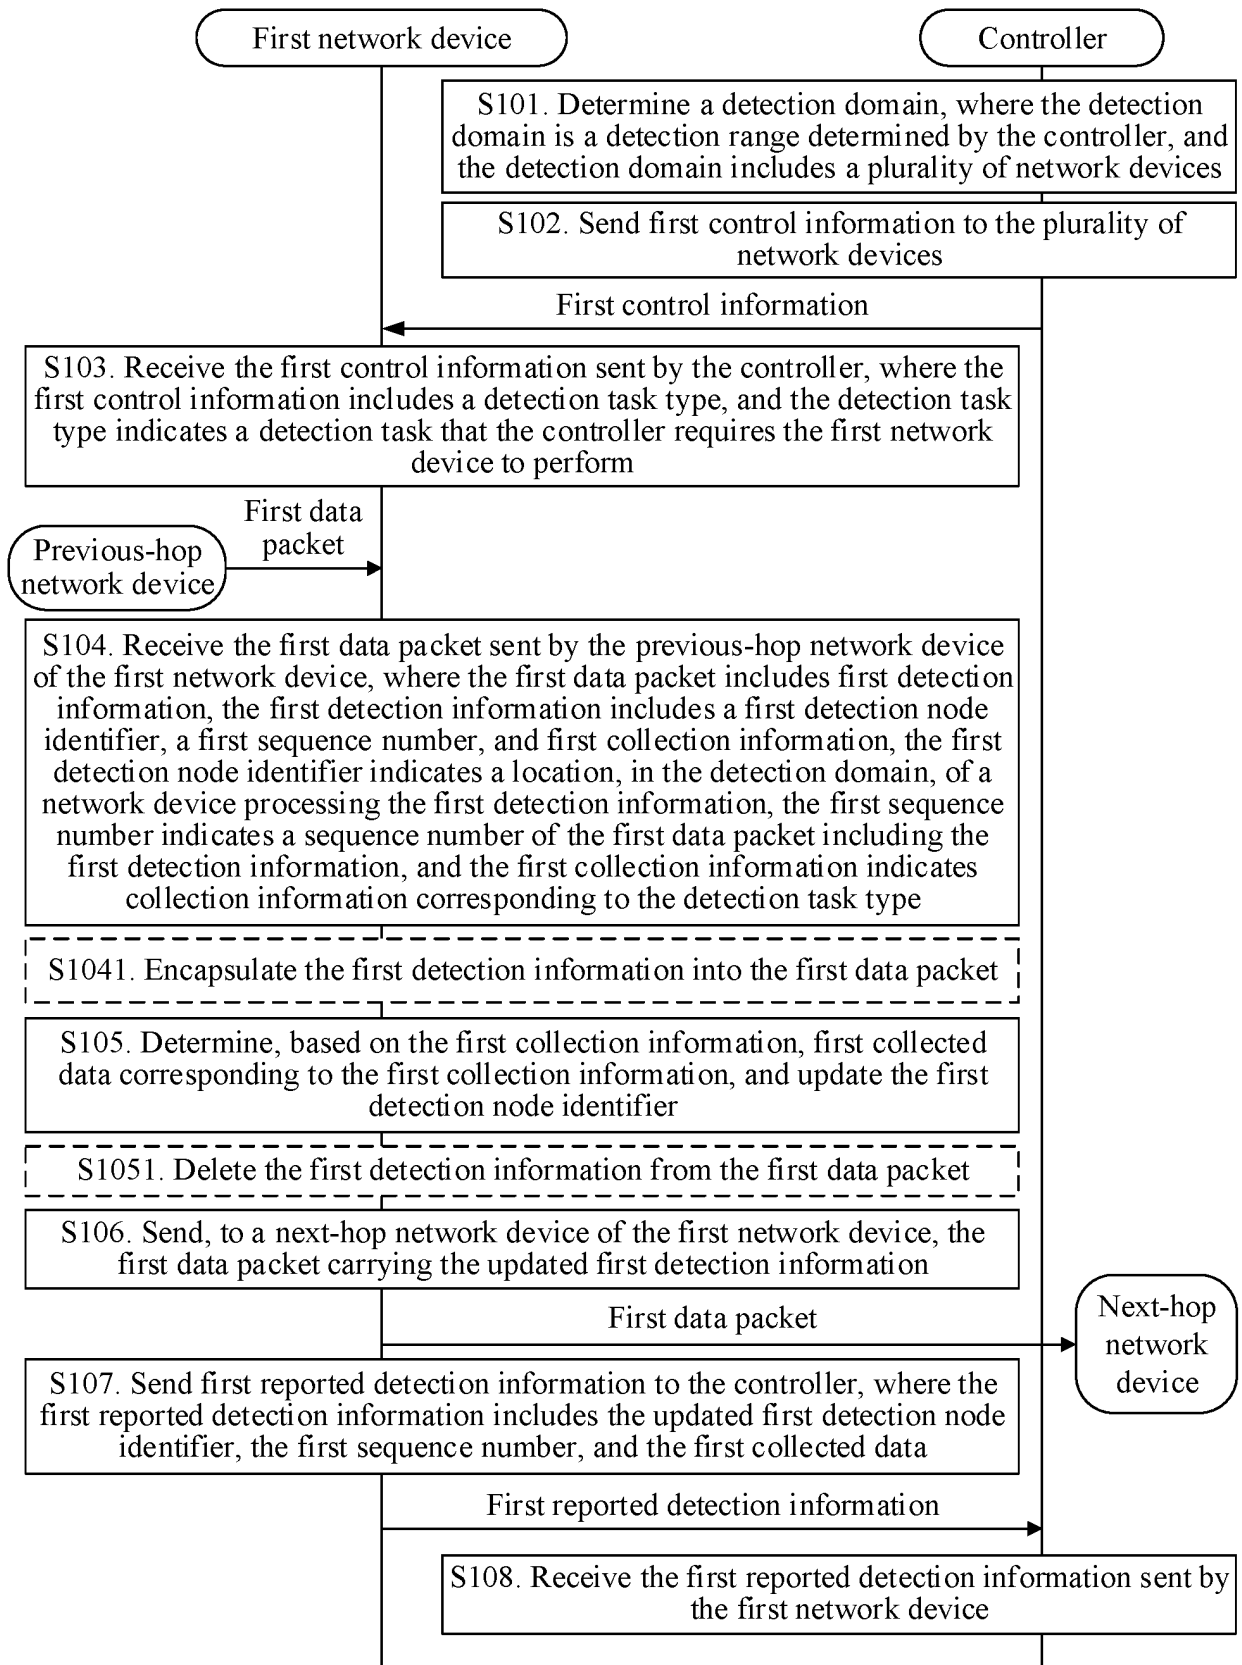 First network device
Controller
S101. Determine a detection domain, where the detection
domain is a detection range determined by the controller, and
the detection domain includes a plurality of network devices
S102. Send first control information to the plurality of
network devices
First control information
S103. Receive the first control information sent by the controller, where the
first control information includes a detection task type, and the detection task
type indicates a detection task that the controller requires the first network
device to perform
First data
packet
Previous-hop
network device
S104. Receive the first data packet sent by the previous-hop network device
of the first network device, where the first data packet includes first detection
information, the first detection information includes a first detection node
identifier, a first sequence number, and first collection information, the first
detection node identifier indicates a location, in the detection domain, of a
network device processing the first detection information, the first sequence
number indicates a sequence number of the first data packet including the
first detection information, and the first collection information indicates
collection information corresponding to the detection task type
S1041. Encapsulate the first detection information into the first data packet
S105. Determine, based on the first collection information, first collected
data corresponding to the first collection information, and update the first
detection node identifier
S1051. Delete the first detection information from the first data packet
S106. Send, to a next-hop network device of the first network device, the
first data packet carrying the updated first detection information
First data packet
Next-hop
network
device
S107. Send first reported detection information to the controller, where the
first reported detection information includes the updated first detection node
identifier, the first sequence number, and the first collected data
First reported detection information
S108. Receive the first reported detection information sent by
the first network device